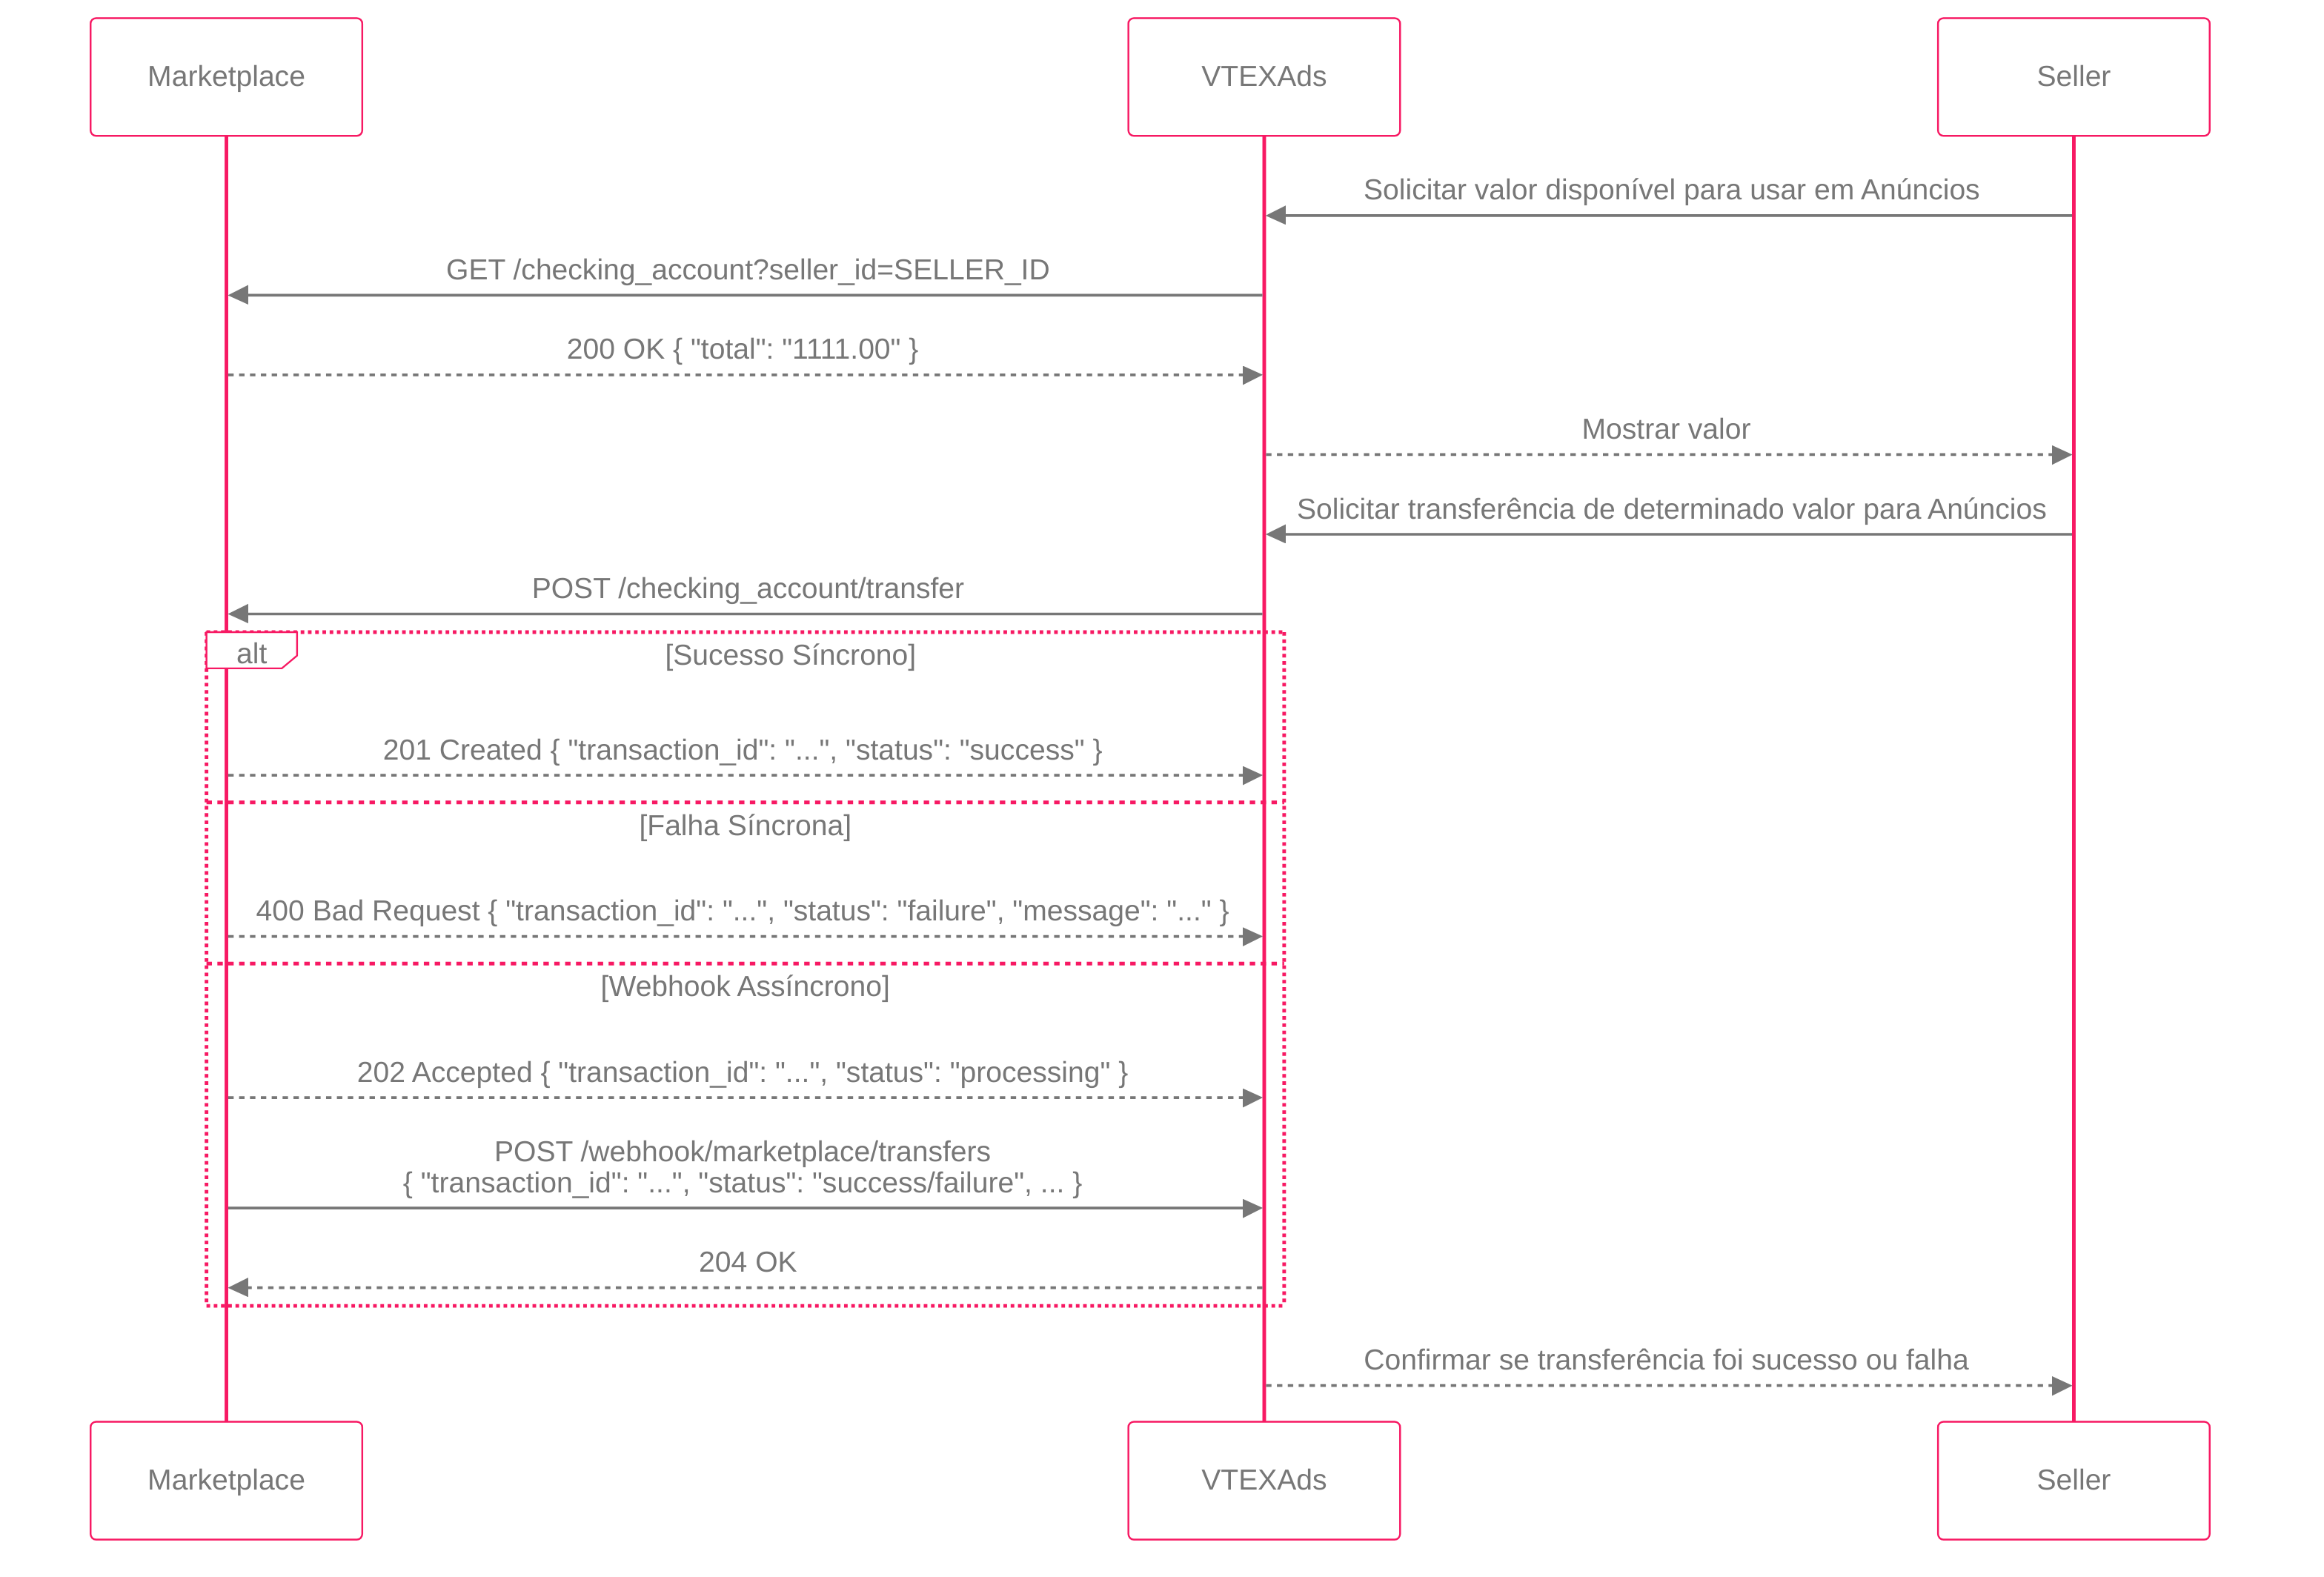 Marketplace
VTEXAds
Seller
Solicitar valor disponível para usar em Anúncios
GET /checking_account?seller_id=SELLER_ID
200 OK { "total": "1111.00" }
Mostrar valor
Solicitar transferência de determinado valor para Anúncios
POST /checking_account/transfer
alt
[Sucesso Síncrono]
201 Created { "transaction_id": "...", "status": "success" }
[Falha Síncrona]
400 Bad Request { "transaction_id": "...", "status": "failure", "message": "..." }
[Webhook Assíncrono]
202 Accepted { "transaction_id": "...", "status": "processing" }
POST /webhook/marketplace/transfers
{ "transaction_id": "...", "status": "success/failure", ... }
204 OK
Confirmar se transferência foi sucesso ou falha
Marketplace
VTEXAds
Seller